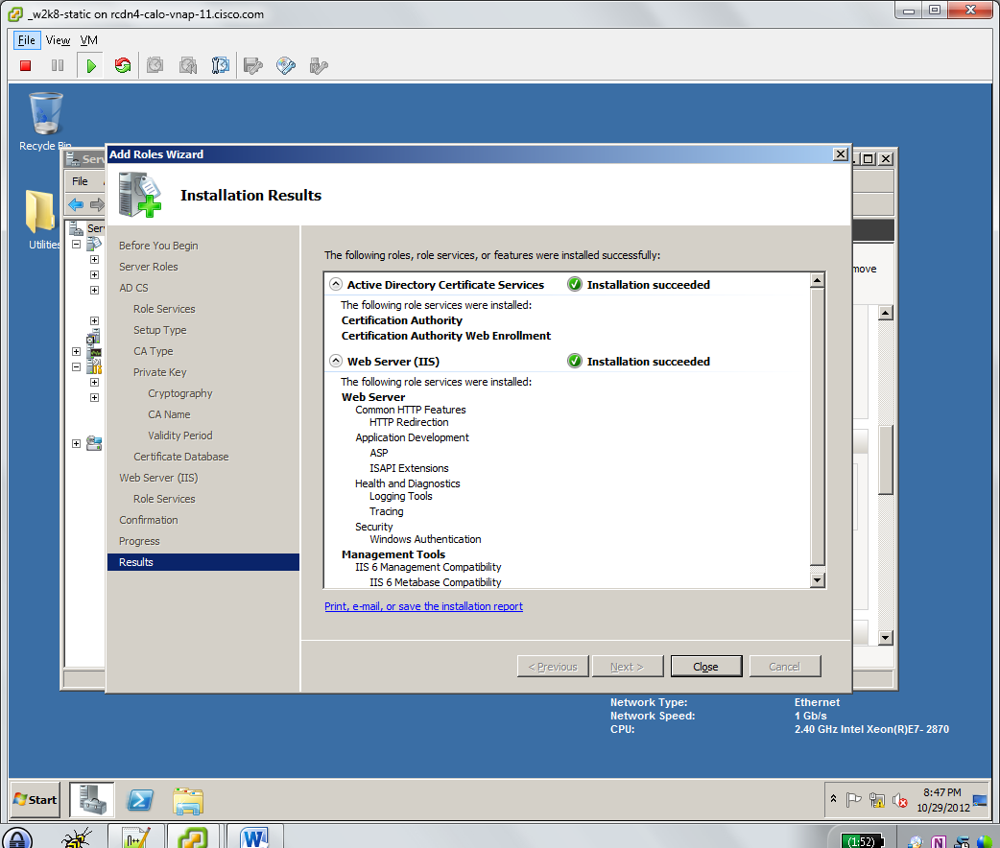 _w2k8-static on rcdn4-calo-vnap-11.cisco.com
File View VM
Recycle Bin
Utilities
Serv
File
Serv
Add Roles Wizard
Installation Results
Before You Begin
Server Roles
AD CS
Role Services
Setup Type
CA Type
Private Key
Cryptography
CA Name
Validity Period
Certificate Database
Web Server (IIS)
Role Services
Confirmation
Progress
Results
The following roles, role services, or features were installed successfully:
Active Directory Certificate Services Installation succeeded
The following role services were installed:
Certification Authority
Certification Authority Web Enrollment
Web Server (IIS) Installation succeeded
The following role services were installed:
Web Server
Common HTTP Features
HTTP Redirection
Application Development
ASP
ISAPI Extensions
Health and Diagnostics
Logging Tools
Tracing
Security
Windows Authentication
Management Tools
IIS 6 Management Compatibility
IIS 6 Metabase Compatibility
Print, e-mail, or save the installation report
< Previous Next > Close Cancel
move
Network Type: Ethernet
Network Speed: 1 Gb/s
CPU: 2.40 GHz Intel Xeon(R)E7- 2870
Start
8:47 PM
10/29/2012
(1:52)